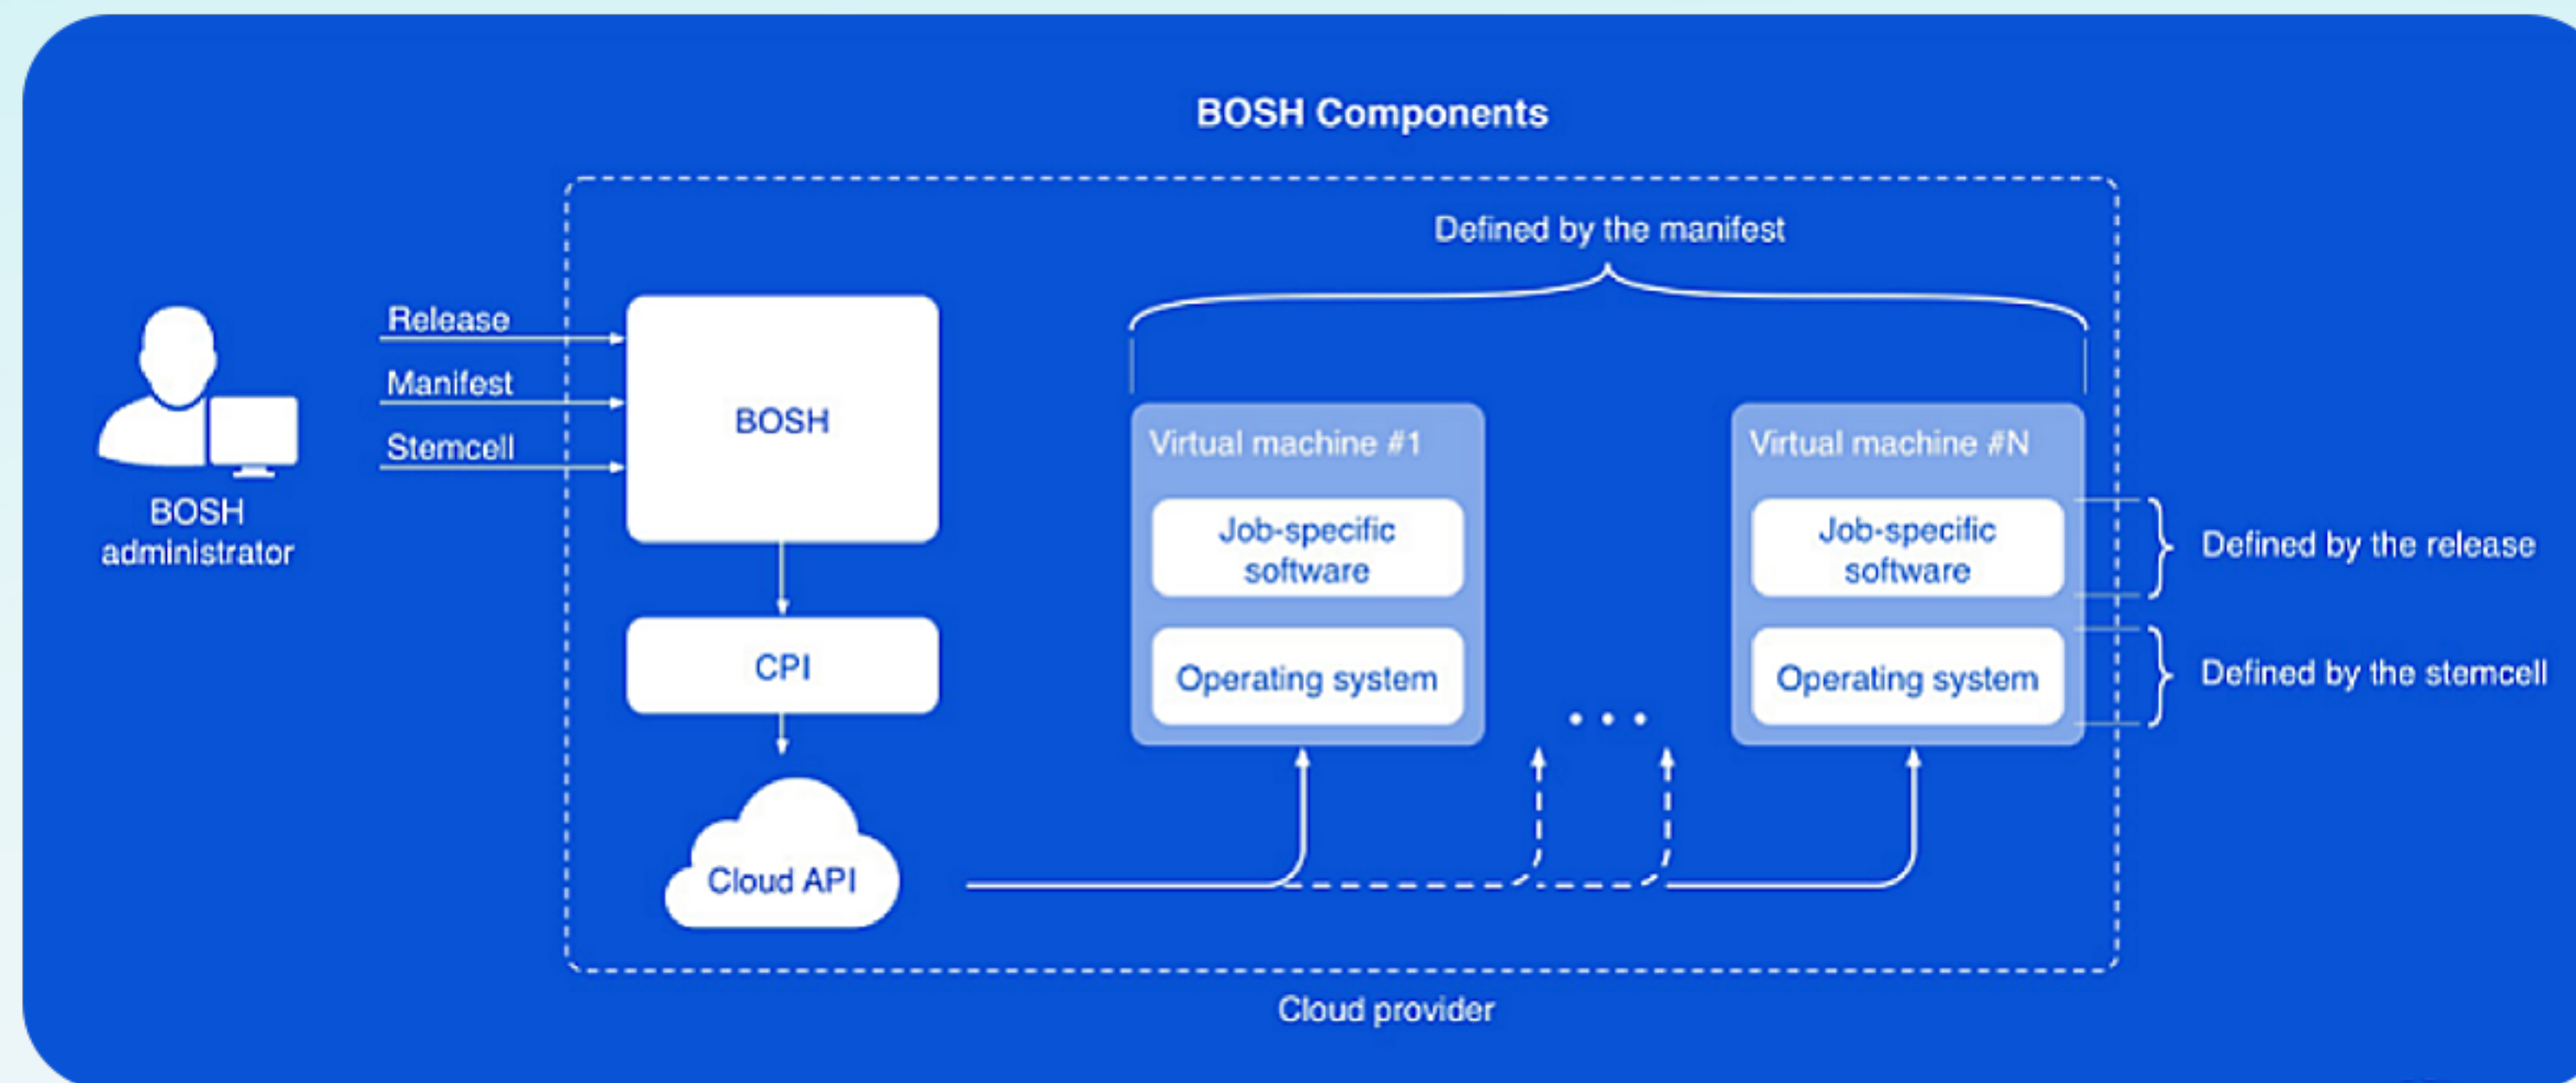 BOSH Components
Defined by the manifest
Release
Manifest
Stemcell
BOSH
administrator
BOSH
CPI
Cloud API
Virtual machine #1
Job-specific
software
Operating system
Virtual machine #N
Job-specific
software
Operating system
Defined by the release
Defined by the stemcell
Cloud provider